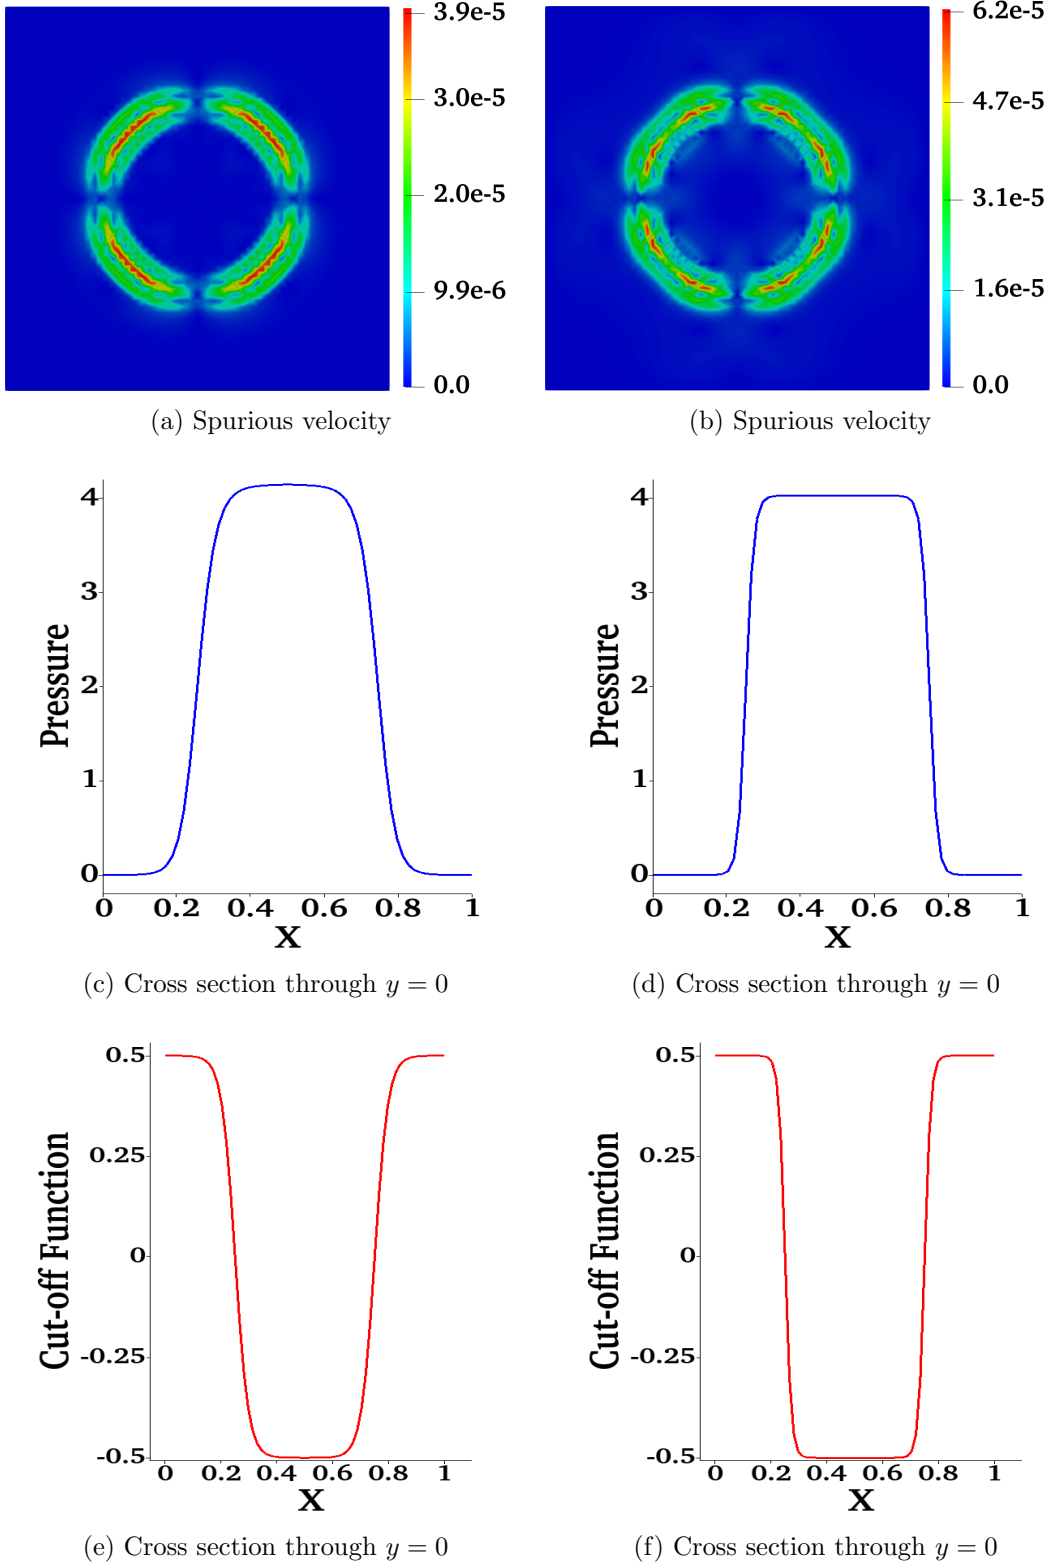 3.9e-5
3.0e-5
2.0e-5
9.9e-6
0.0
(a) Spurious velocity
6.2e-5
4.7e-5
3.1e-5
1.6e-5
0.0
(b) Spurious velocity
Pressure
4
3
2
1
0
0 0.2 0.4 0.6 0.8 1
X
(c) Cross section through y = 0
Pressure
4
3
2
1
0
0 0.2 0.4 0.6 0.8 1
X
(d) Cross section through y = 0
Cut-off Function
0.5
0.25
0
-0.25
-0.5
0 0.2 0.4 0.6 0.8 1
X
(e) Cross section through y = 0
Cut-off Function
0.5
0.25
0
-0.25
-0.5
0 0.2 0.4 0.6 0.8 1
X
(f) Cross section through y = 0